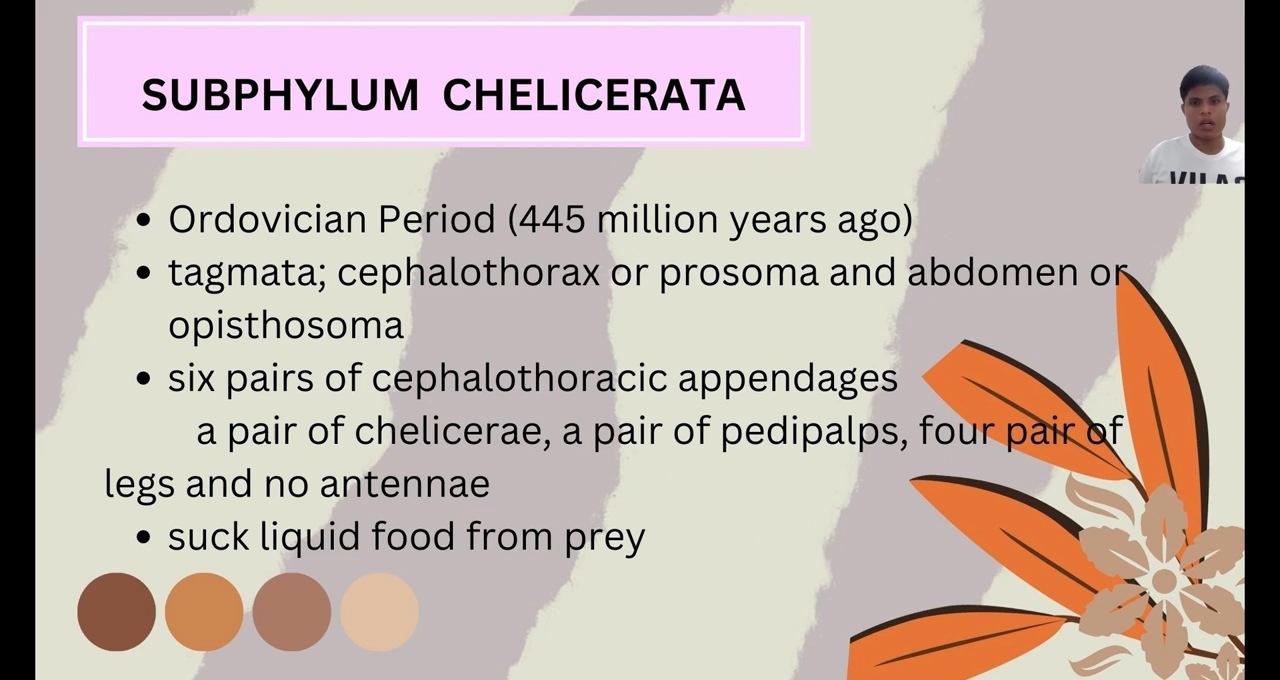 SUBPHYLUM CHELICERATA
• Ordovician Period (445 million years ago)
• tagmata; cephalothorax or prosoma and abdomen or
opisthosoma
• six pairs of cephalothoracic appendages
a pair of chelicerae, a pair of pedipalps, four pair of
legs and no antennae
• suck liquid food from prey